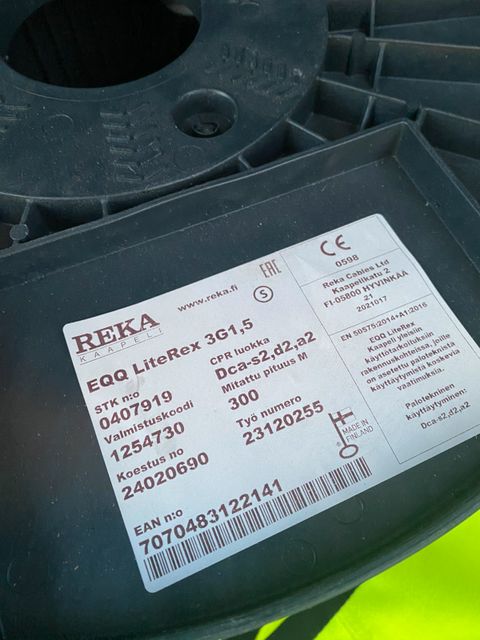 REKA
KAAPELI
www.reka.fi
EAC
S
EQQ LiteRex 3G1,5
STK n:o
0407919
CPR luokka
Dca-s2,d2,a2
Valmistuskoodi
1254730
Mitattu pituus M
300
Koestus no
24020690
Työ numero
23120255
MADE IN
FINLAND
EAN n:o
7070483122141
CE
0598
Reka Cables Ltd
Kaapelikatu 2
FI-05800 HYVINKÄÄ
21
2021017
EN 50575:2014+A1:2016
EQQ LiteRex
Kaapeli yleisiin
käyttötarkoituksiin
rakennuskohteissa, joihin
on asetettu paloteknistä
käyttäytymistä koskevia
vaatimuksia.
Palotekninen
käyttäytyminen:
Dca-s2,d2,a2